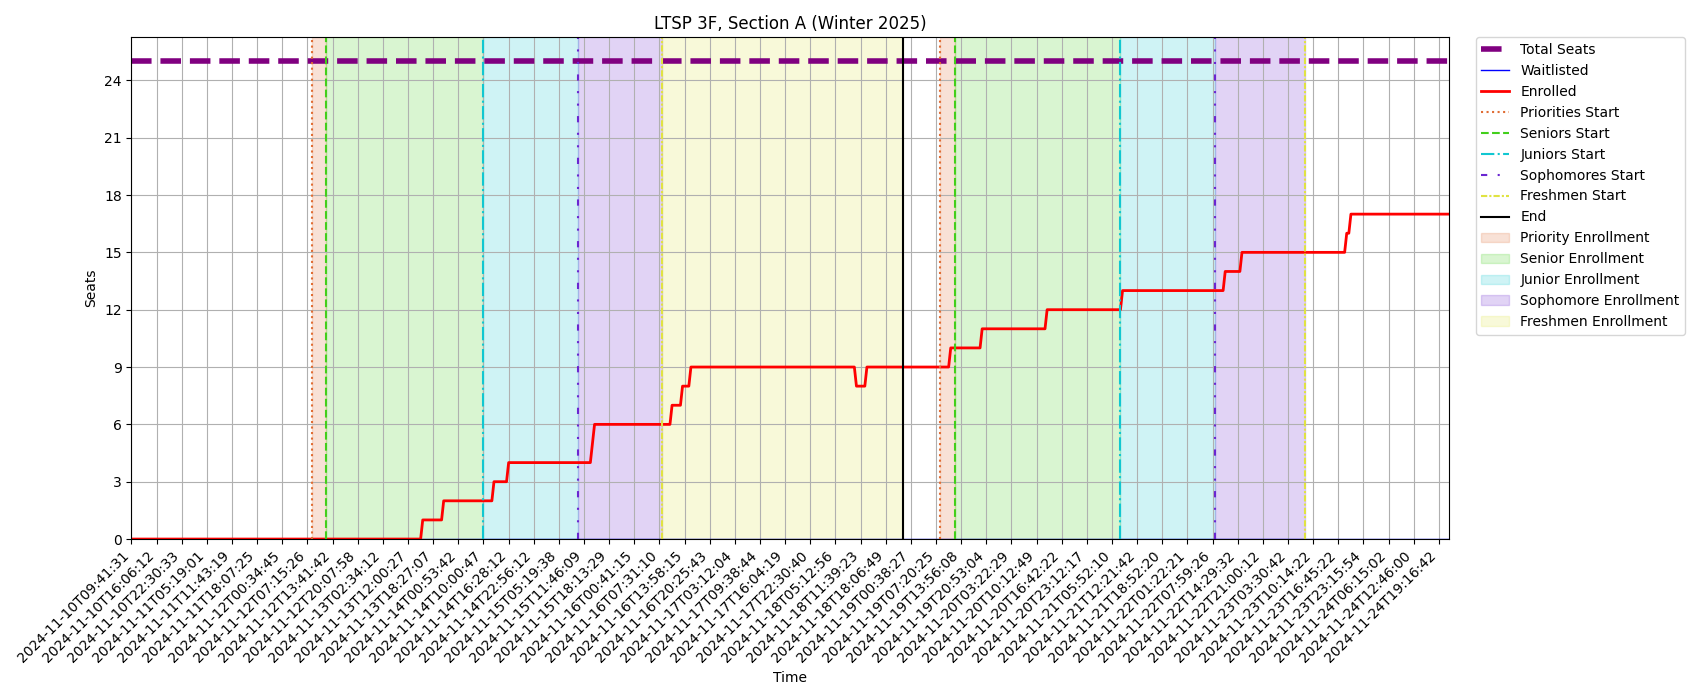 LTSP 3F, Section A (Winter 2025)
Total Seats
Waitlisted
Enrolled
Priorities Start
Seniors Start
Juniors Start
Sophomores Start
Freshmen Start
End
Priority Enrollment
Senior Enrollment
Junior Enrollment
Sophomore Enrollment
Freshmen Enrollment
Seats
24
21
18
15
12
9
6
3
0
2024-11-10T09:41:31
2024-11-10T16:06:12
2024-11-10T22:30:33
2024-11-11T05:19:01
2024-11-11T11:43:19
2024-11-11T18:07:25
2024-11-12T00:34:45
2024-11-12T07:15:26
2024-11-12T13:41:42
2024-11-12T20:07:58
2024-11-13T02:34:12
2024-11-13T12:00:27
2024-11-13T18:27:07
2024-11-14T00:53:42
2024-11-14T10:00:47
2024-11-14T16:28:12
2024-11-14T22:56:12
2024-11-15T05:19:38
2024-11-15T11:46:09
2024-11-15T18:13:29
2024-11-16T00:41:15
2024-11-16T07:31:10
2024-11-16T13:58:15
2024-11-16T20:25:43
2024-11-17T03:12:04
2024-11-17T09:38:44
2024-11-17T16:04:19
2024-11-17T22:30:40
2024-11-18T05:12:56
2024-11-18T11:39:23
2024-11-18T18:06:49
2024-11-19T00:38:27
2024-11-19T07:20:25
2024-11-19T13:56:08
2024-11-19T20:53:04
2024-11-20T03:22:29
2024-11-20T10:12:49
2024-11-20T16:42:22
2024-11-20T23:12:17
2024-11-21T05:52:10
2024-11-21T12:21:42
2024-11-21T18:52:20
2024-11-22T01:22:21
2024-11-22T07:59:26
2024-11-22T14:29:32
2024-11-22T21:00:12
2024-11-23T03:30:42
2024-11-23T10:14:22
2024-11-23T16:45:22
2024-11-23T23:15:54
2024-11-24T06:15:02
2024-11-24T12:46:00
2024-11-24T19:16:42
Time